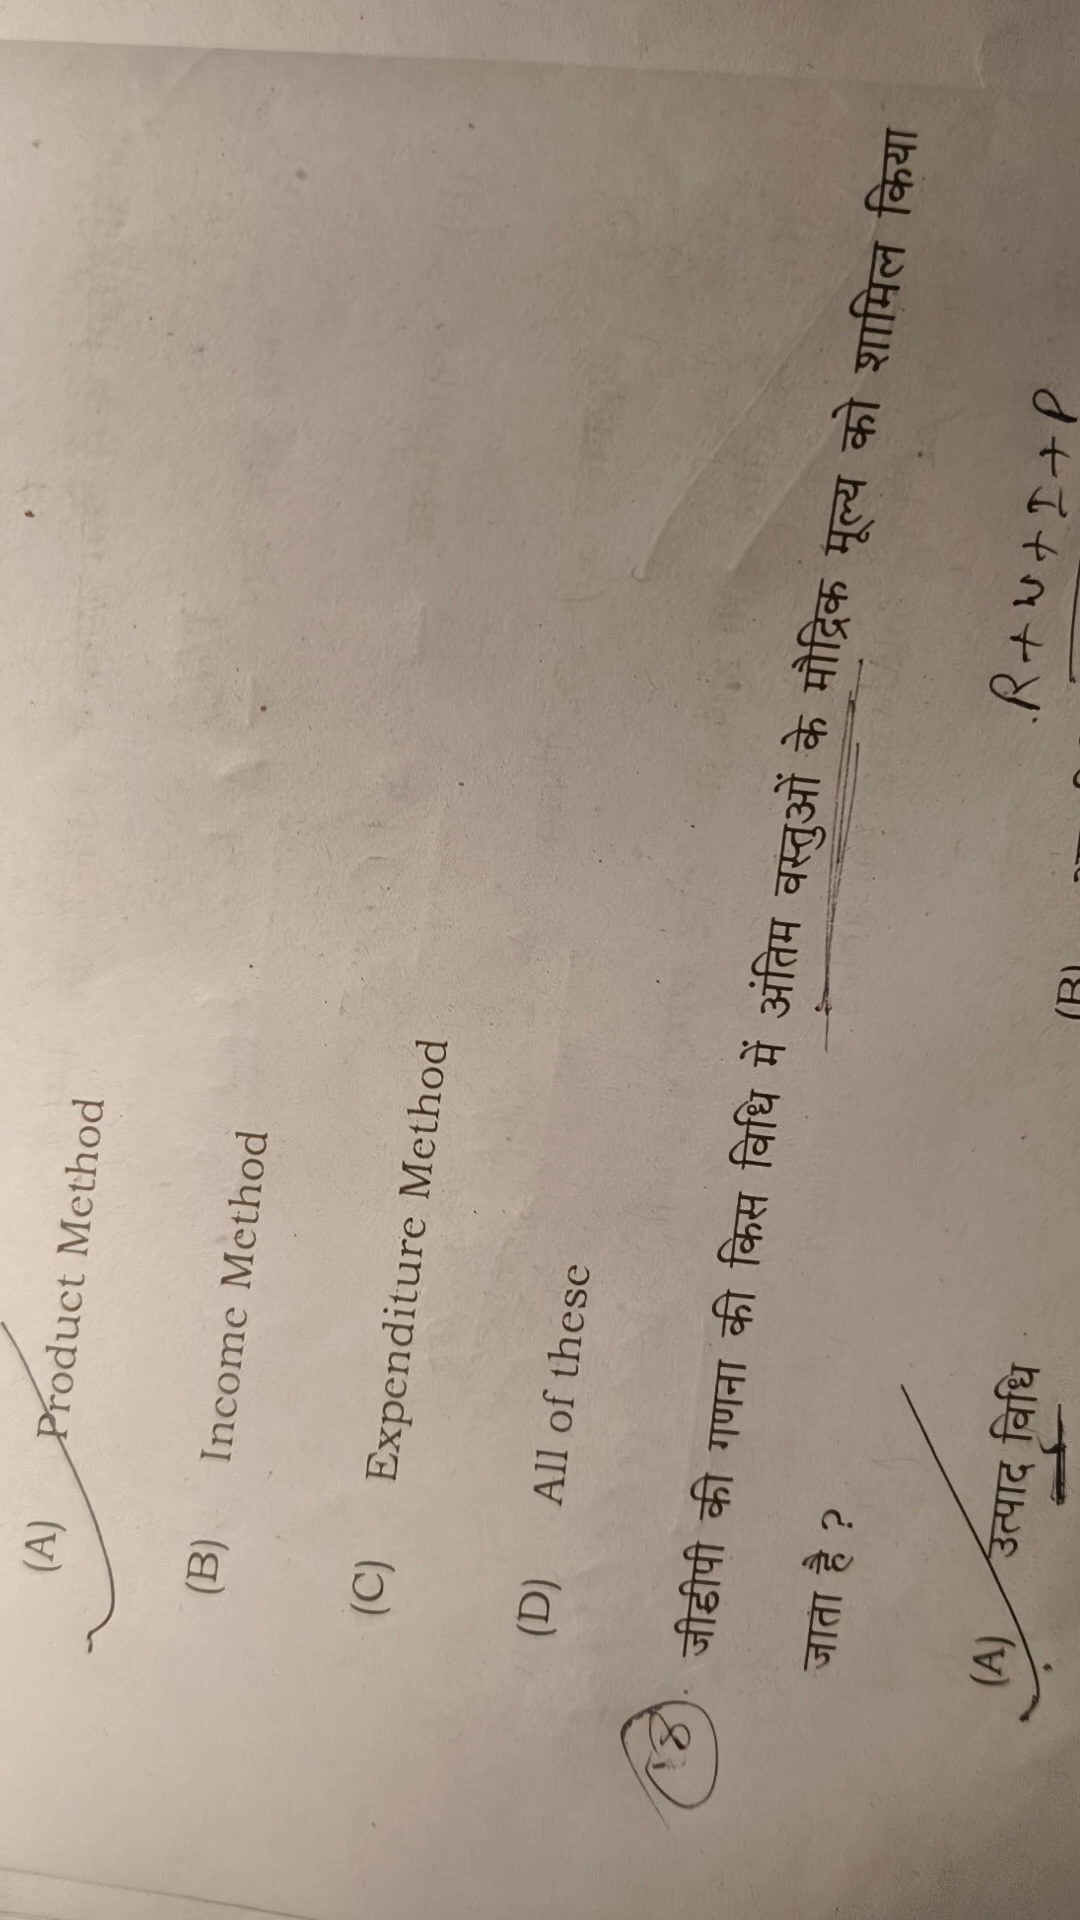 (A) Product Method
(B) Income Method
(C) Expenditure Method
(D) All of these
18. जीडीपी की गणना की किस विधि में अंतिम वस्तुओं के मौद्रिक मूल्य को शामिल किया
जाता है ?
R + w + I + P
(A) उत्पाद विधि
(B)